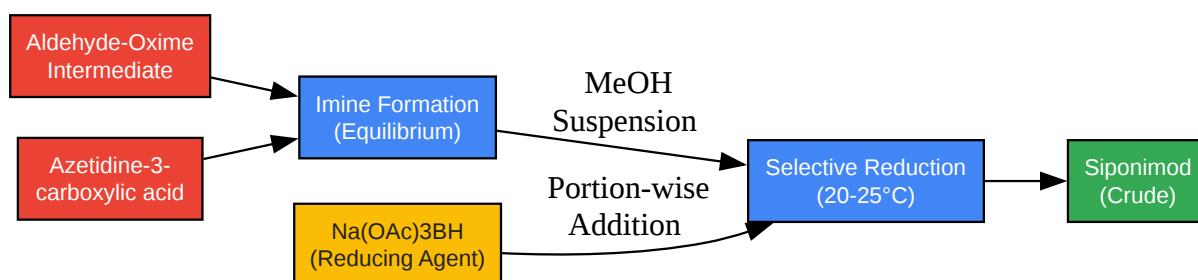 Aldehyde-Oxime
Intermediate
Azetidine-3-
carboxylic acid
Imine Formation
(Equilibrium)
Na(OAc)3BH
(Reducing Agent)
MeOH
Suspension
Portion-wise
Addition
Selective Reduction
(20-25°C)
Siponimod
(Crude)